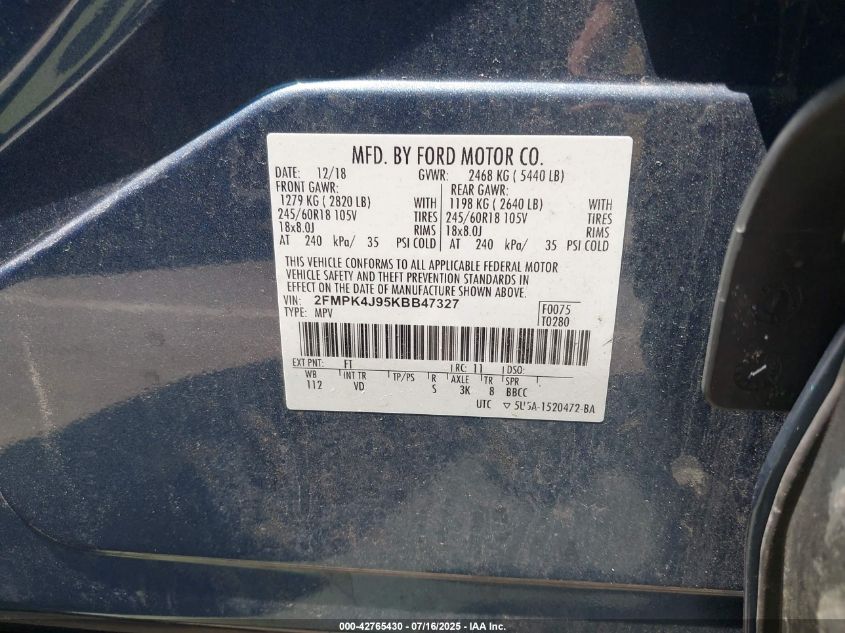 MFD. BY FORD MOTOR CO.
DATE: 12/18 GVWR: 2468 KG ( 5440 LB)
FRONT GAWR: REAR GAWR:
1279 KG ( 2820 LB) WITH 1198 KG ( 2640 LB) WITH
245/60R18 105V TIRES 245/60R18 105V TIRES
18x8.0J RIMS 18x8.0J RIMS
AT 240 kPa/ 35 PSI COLD AT 240 kPa/ 35 PSI COLD
THIS VEHICLE CONFORMS TO ALL APPLICABLE FEDERAL MOTOR
VEHICLE SAFETY AND THEFT PREVENTION STANDARDS IN
EFFECT ON THE DATE OF MANUFACTURE SHOWN ABOVE.
VIN: 2FMPK4J95KBB47327 F0075
TYPE: MPV T0280
EXT PNT: FT RC: 11 DSO:
WB INT TR TP/PS R AXLE TR SPR
112 VD S 3K 8 BBCC
UTC ▽ 5U5A-1520472-BA
000-42765430 - 07/16/2025 - IAA Inc.